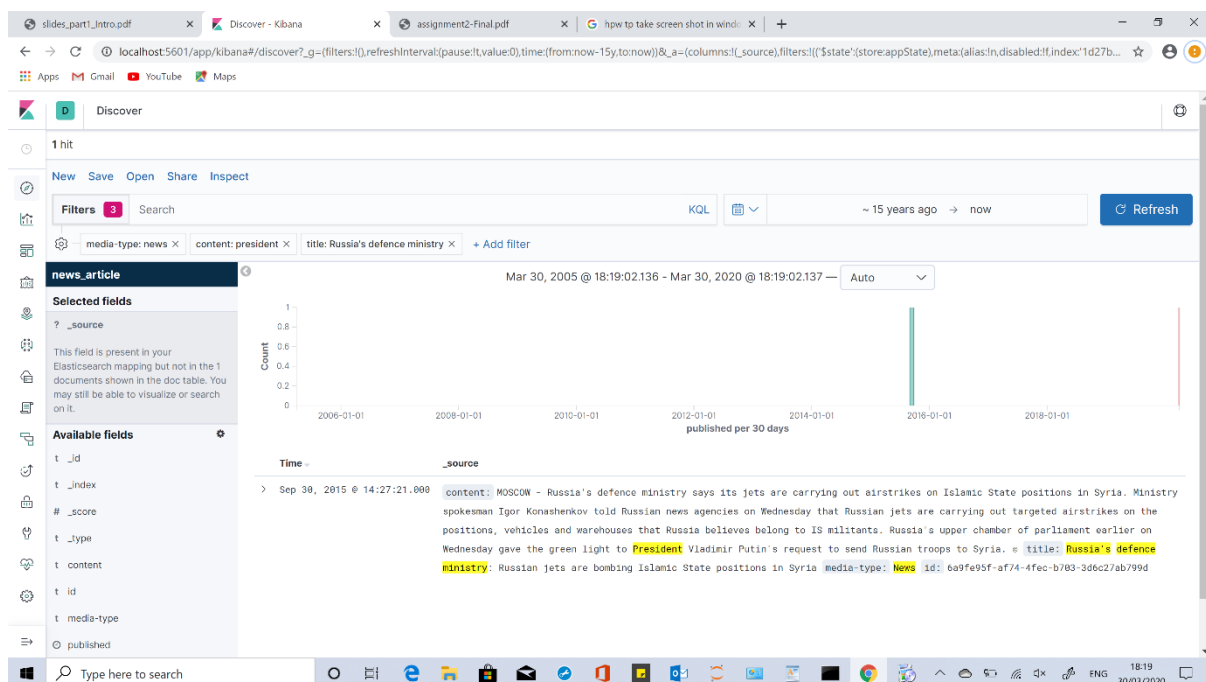 slides_part1_Intro.pdf
Discover - Kibana
assignment2-Final.pdf
hpw tp take screen shot in windo
localhost:5601/app/kibana#/discover?_g=(filters:!(),refreshInterval:(pause:!t,value:0),time:(from:now-15y,to:now))&_a=(columns:!(_source),filters:!(('$state':(store:appState),meta:(alias:!n,disabled:!f,index:'1d27b...
Apps Gmail YouTube Maps
D Discover
1 hit
New Save Open Share Inspect
Filters 3 Search KQL ~ 15 years ago → now Refresh
media-type: news × content: president × title: Russia's defence ministry × + Add filter
news_article
Mar 30, 2005 @ 18:19:02.136 - Mar 30, 2020 @ 18:19:02.137 — Auto
Selected fields
? _source
This field is present in your
Elasticsearch mapping but not in the 1
documents shown in the doc table. You
may still be able to visualize or search
on it.
Available fields
t _id
t _index
# _score
t _type
t content
t id
t media-type
published
Count
1
0.8
0.6
0.4
0.2
0
2006-01-01 2008-01-01 2010-01-01 2012-01-01 2014-01-01 2016-01-01 2018-01-01
published per 30 days
Time _source
Sep 30, 2015 @ 14:27:21.000
content: MOSCOW - Russia's defence ministry says its jets are carrying out airstrikes on Islamic State positions in Syria. Ministry
spokesman Igor Konashenkov told Russian news agencies on Wednesday that Russian jets are carrying out targeted airstrikes on the
positions, vehicles and warehouses that Russia believes belong to IS militants. Russia's upper chamber of parliament earlier on
Wednesday gave the green light to President Vladimir Putin's request to send Russian troops to Syria. title: Russia's defence
ministry: Russian jets are bombing Islamic State positions in Syria media-type: News id: 6a9fe95f-af74-4fec-b703-3d6c27ab799d
Type here to search
ENG
18:19
30/03/2020